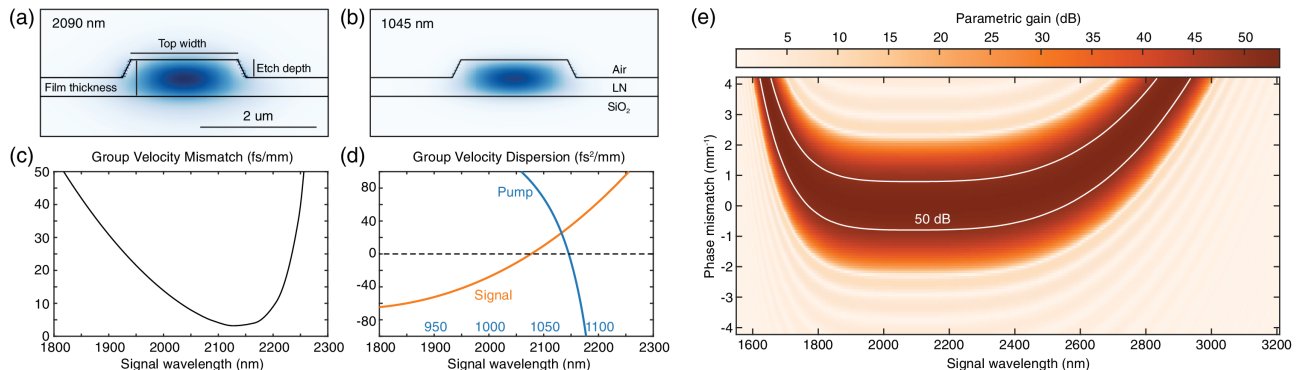 (a)
2090 nm
Top width
Etch depth
Film thickness
2 um
(b)
1045 nm
Air
LN
SiO₂
(c)
Group Velocity Mismatch (fs/mm)
50
40
30
20
10
0
1800 1900 2000 2100 2200 2300
Signal wavelength (nm)
(d)
Group Velocity Dispersion (fs²/mm)
80
40
0
-40
-80
Pump
Signal
950 1000 1050 1100
1800 1900 2000 2100 2200 2300
Signal wavelength (nm)
(e)
Parametric gain (dB)
5 10 15 20 25 30 35 40 45 50
Phase mismatch (mm⁻¹)
4
3
2
1
0
-1
-2
-3
-4
50 dB
1600 1800 2000 2200 2400 2600 2800 3000 3200
Signal wavelength (nm)